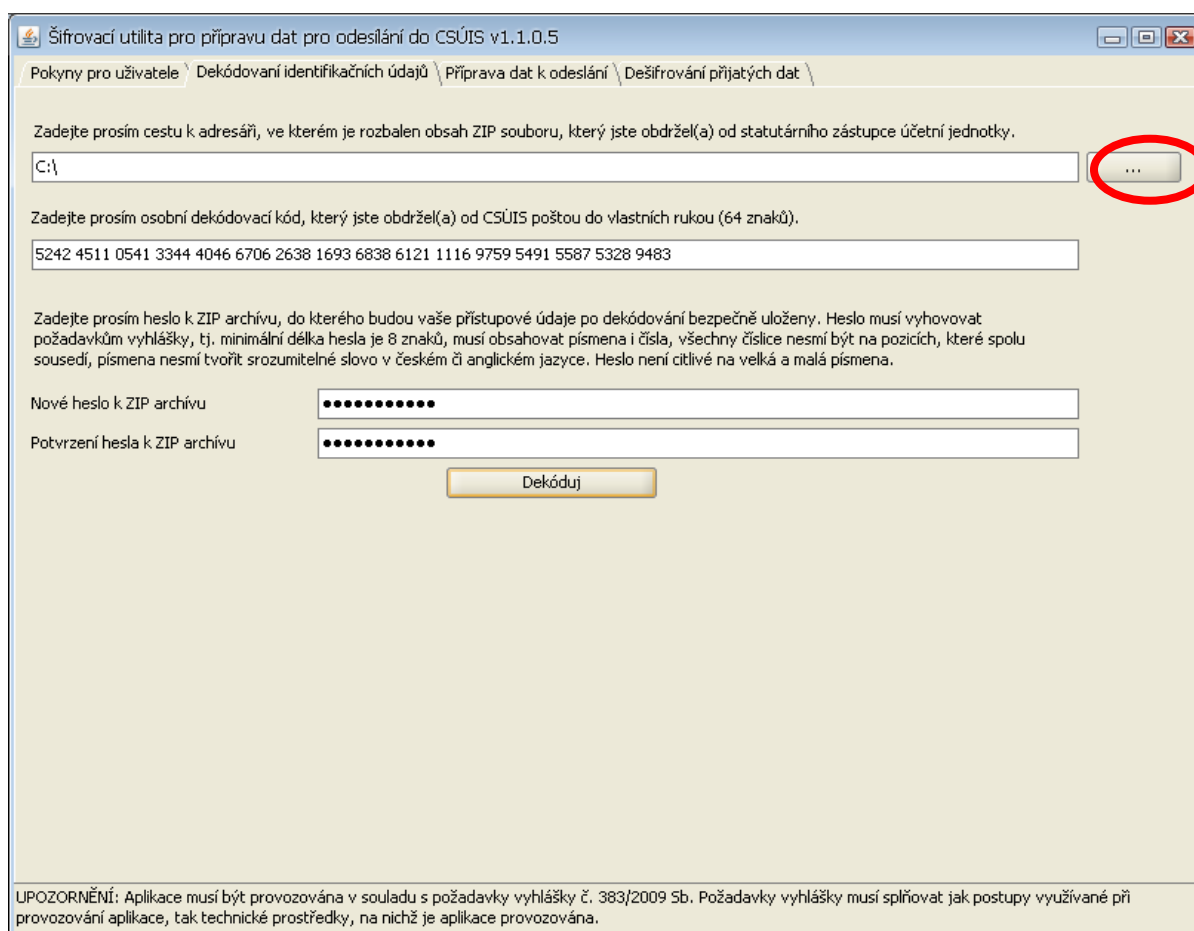 Šifrovací utilita pro přípravu dat pro odesílání do CSÚIS v1.1.0.5
Pokyny pro uživatele Dekódovaní identifikačních údajů Příprava dat k odeslání Dešifrování přijatých dat
Zadejte prosím cestu k adresáři, ve kterém je rozbalen obsah ZIP souboru, který jste obdržel(a) od statutárního zástupce účetní jednotky.
C:\ ...
Zadejte prosím osobní dekódovací kód, který jste obdržel(a) od CSÚIS poštou do vlastních rukou (64 znaků).
5242 4511 0541 3344 4046 6706 2638 1693 6838 6121 1116 9759 5491 5587 5328 9483
Zadejte prosím heslo k ZIP archívu, do kterého budou vaše přístupové údaje po dekódování bezpečně uloženy. Heslo musí vyhovovat
požadavkům vyhlášky, tj. minimální délka hesla je 8 znaků, musí obsahovat písmena i čísla, všechny číslice nesmí být na pozicích, které spolu
sousedí, písmena nesmí tvořit srozumitelné slovo v českém či anglickém jazyce. Heslo není citlivé na velká a malá písmena.
Nové heslo k ZIP archívu ●●●●●●●●●●●
Potvrzení hesla k ZIP archívu ●●●●●●●●●●●
Dekóduj
UPOZORNĚNÍ: Aplikace musí být provozována v souladu s požadavky vyhlášky č. 383/2009 Sb. Požadavky vyhlášky musí splňovat jak postupy využívané při
provozování aplikace, tak technické prostředky, na nichž je aplikace provozována.